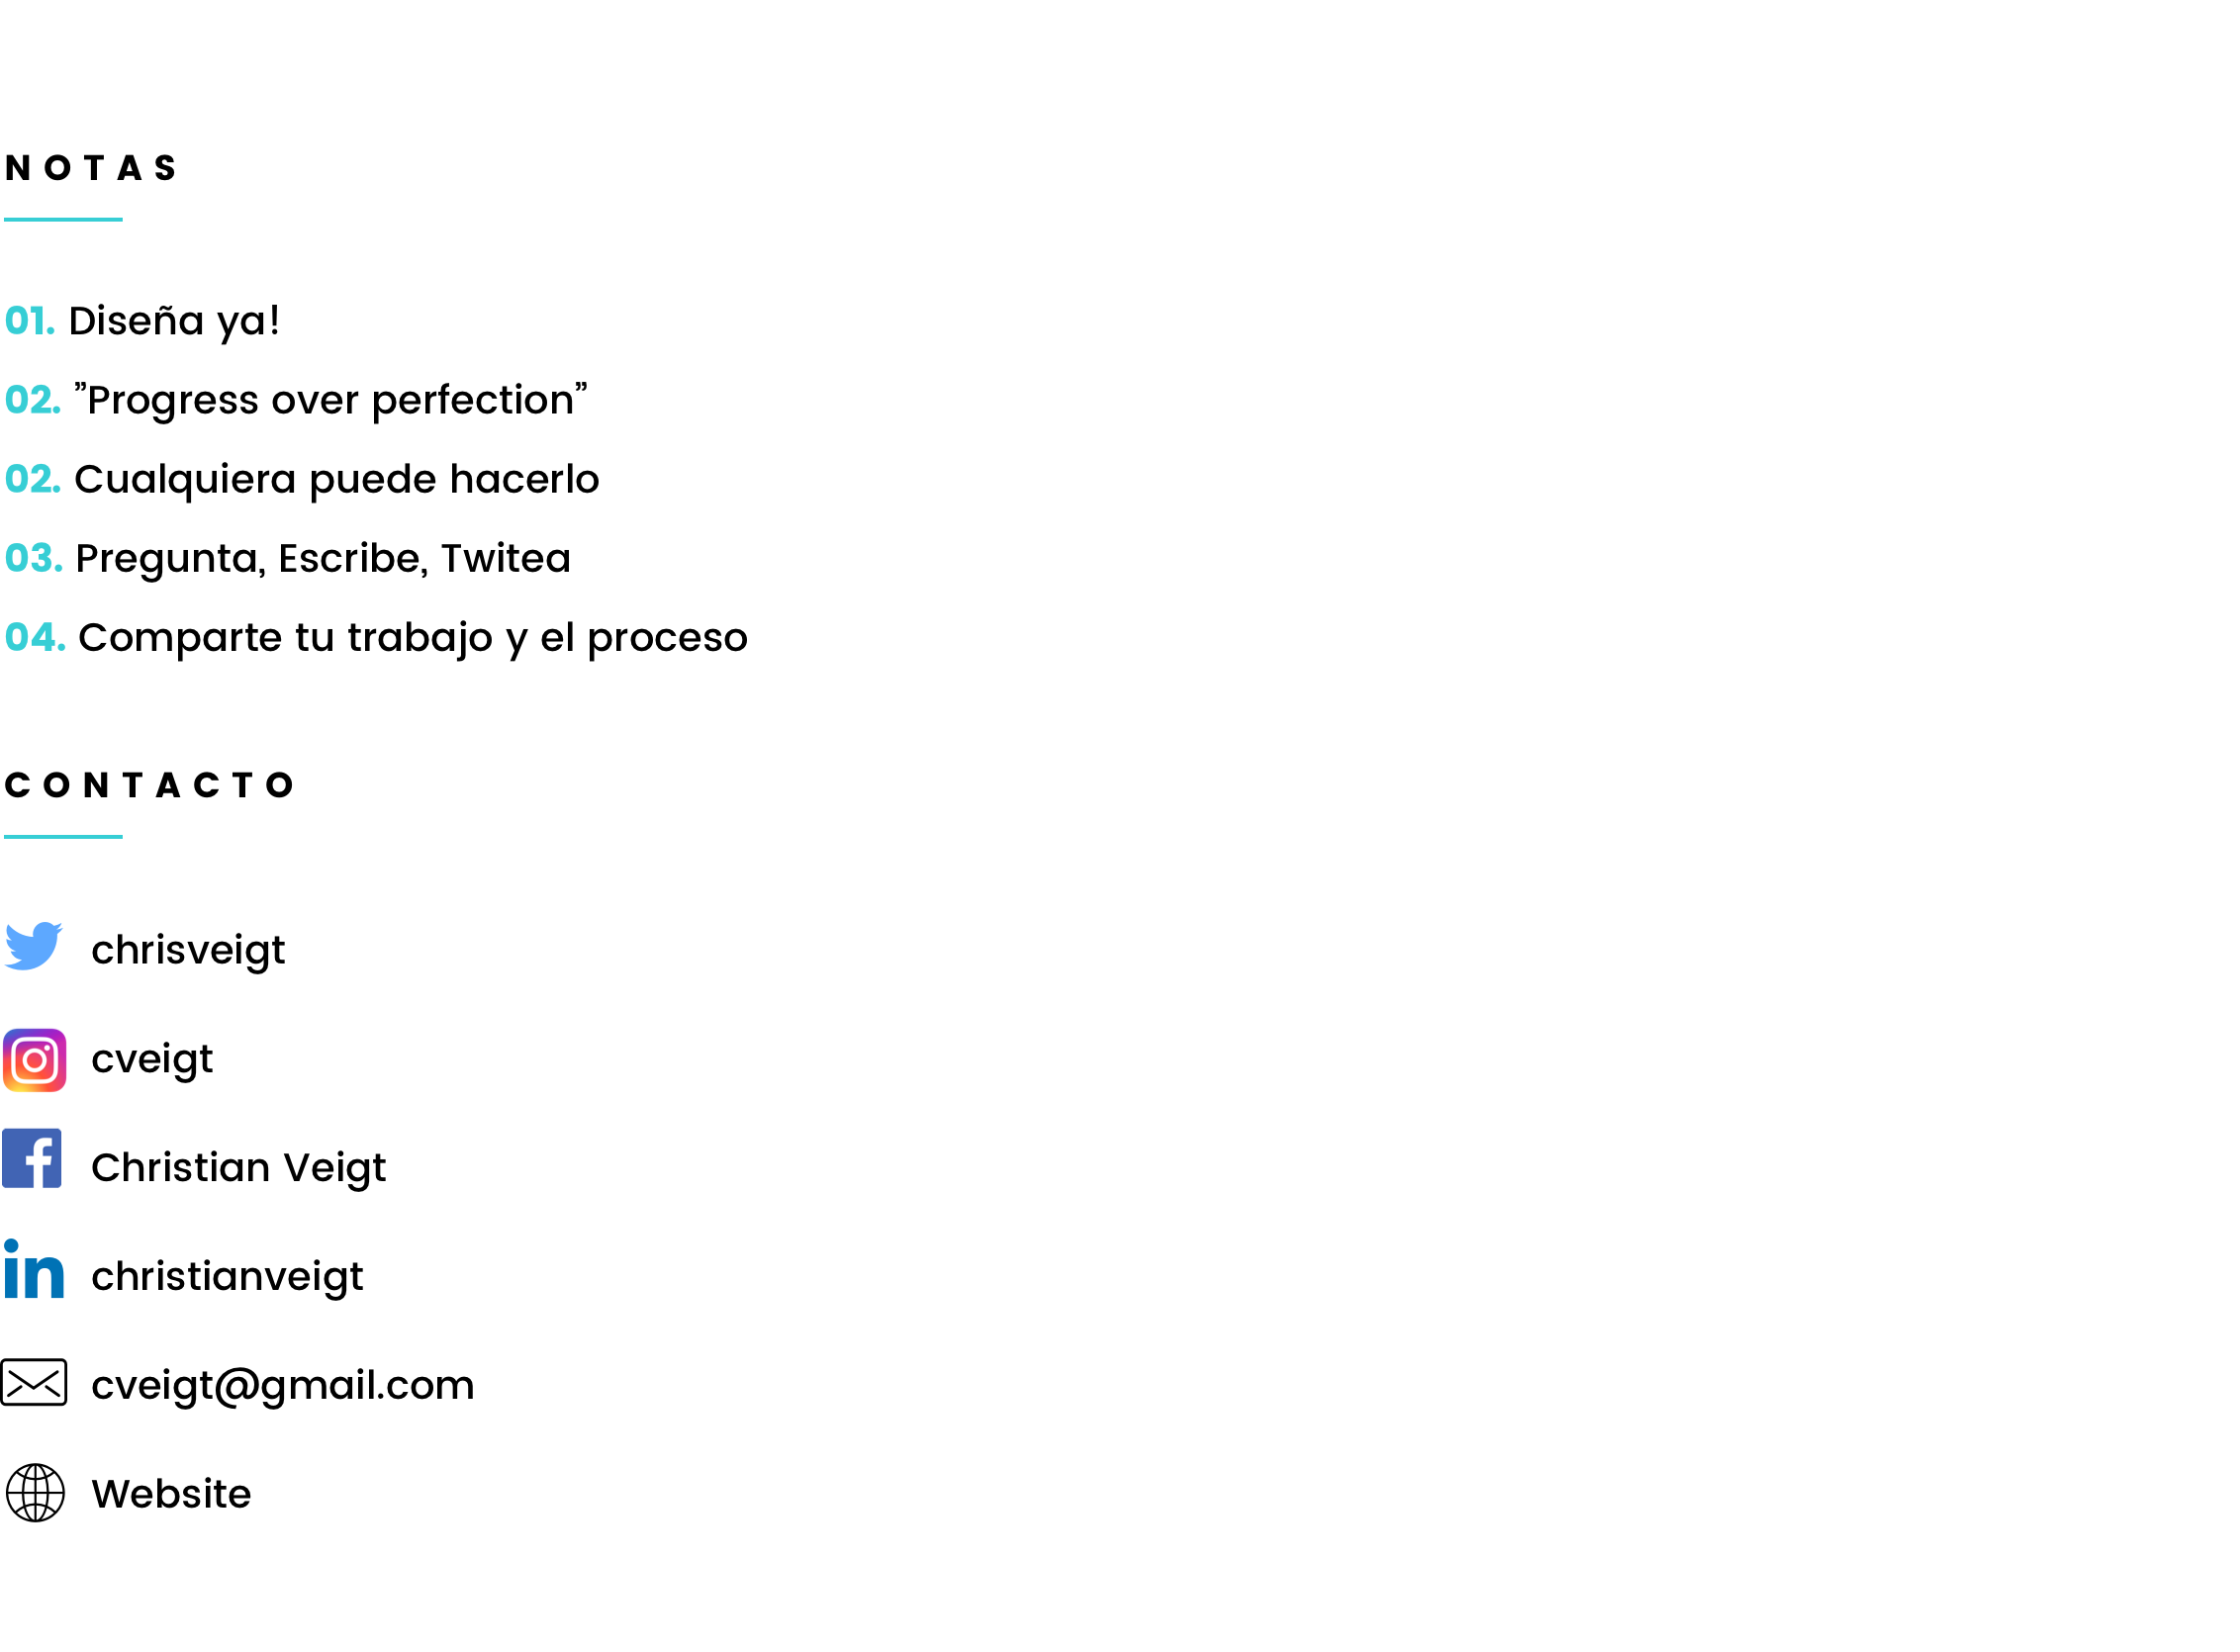 NOTAS
01. Diseña ya!
02. ”Progress over perfection”
02. Cualquiera puede hacerlo
03. Pregunta, Escribe, Twitea
04. Comparte tu trabajo y el proceso
CONTACTO
chrisveigt
cveigt
Christian Veigt
in christianveigt
cveigt@gmail.com
Website